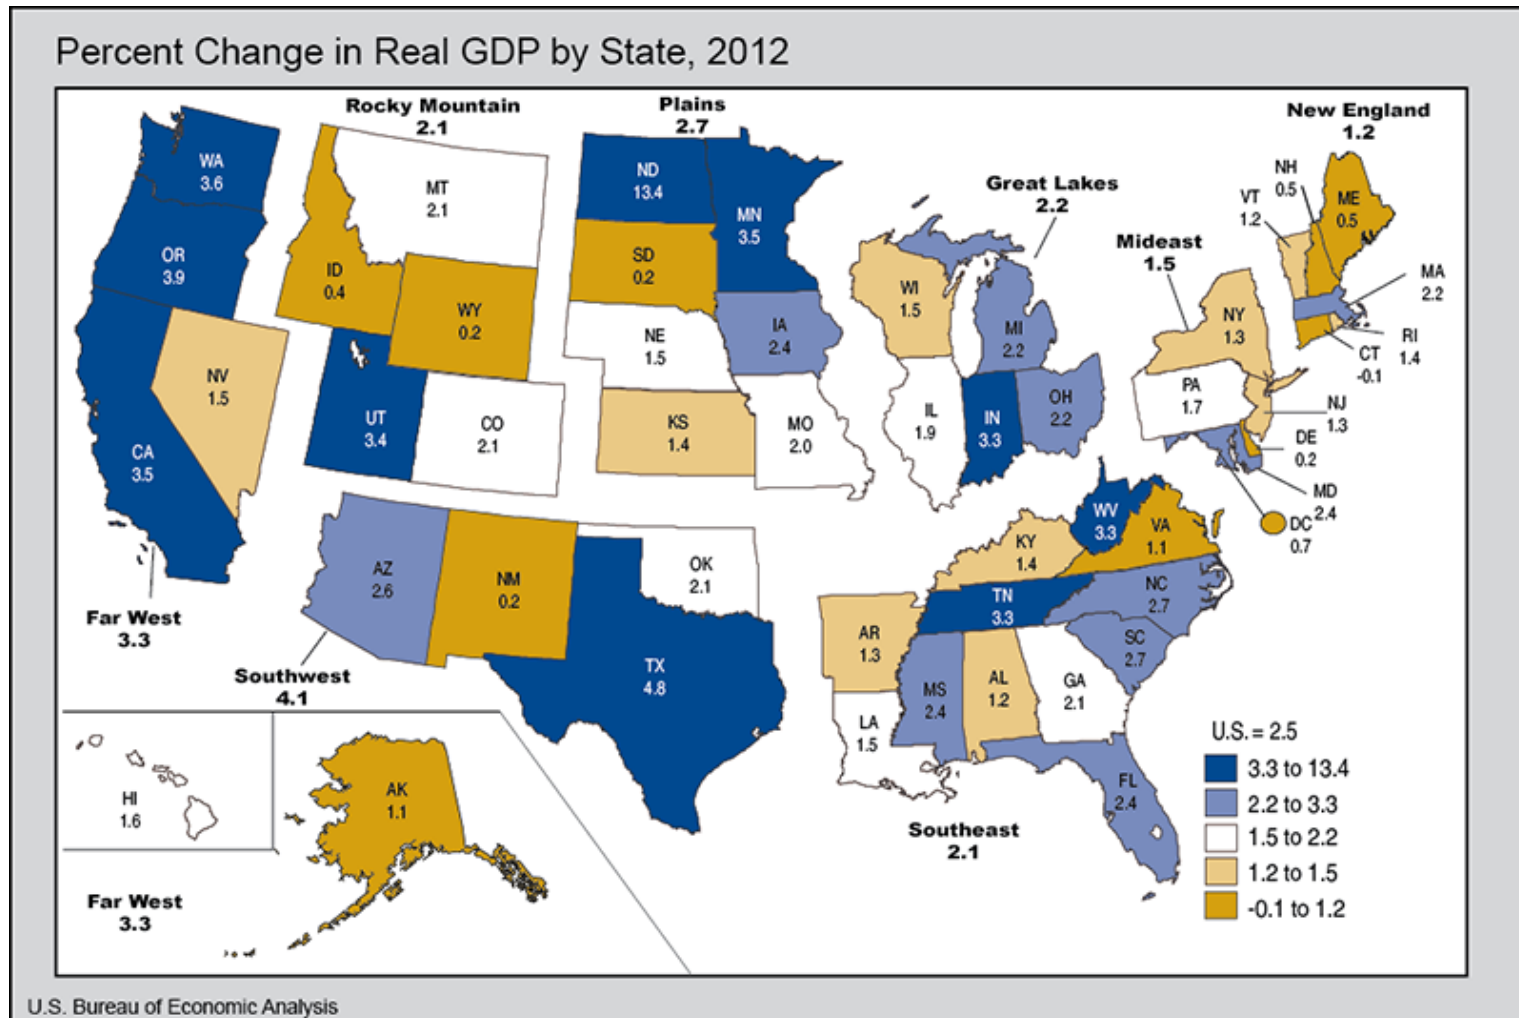 Percent Change in Real GDP by State, 2012
Rocky Mountain
2.1
Plains
2.7
New England
1.2
Great Lakes
2.2
Mideast
1.5
WA
3.6
OR
3.9
CA
3.5
NV
1.5
ID
0.4
MT
2.1
WY
0.2
UT
3.4
CO
2.1
ND
13.4
MN
3.5
SD
0.2
NE
1.5
IA
2.4
KS
1.4
MO
2.0
WI
1.5
MI
2.2
IL
1.9
IN
3.3
OH
2.2
NH
0.5
VT
1.2
ME
0.5
MA
2.2
NY
1.3
RI
1.4
CT
-0.1
PA
1.7
NJ
1.3
DE
0.2
MD
2.4
DC
0.7
AZ
2.6
NM
0.2
OK
2.1
TX
4.8
WV
3.3
VA
1.1
KY
1.4
TN
3.3
NC
2.7
SC
2.7
AR
1.3
MS
2.4
AL
1.2
GA
2.1
LA
1.5
FL
2.4
Far West
3.3
Southwest
4.1
Southeast
2.1
HI
1.6
AK
1.1
Far West
3.3
U.S. = 2.5
3.3 to 13.4
2.2 to 3.3
1.5 to 2.2
1.2 to 1.5
-0.1 to 1.2
U.S. Bureau of Economic Analysis